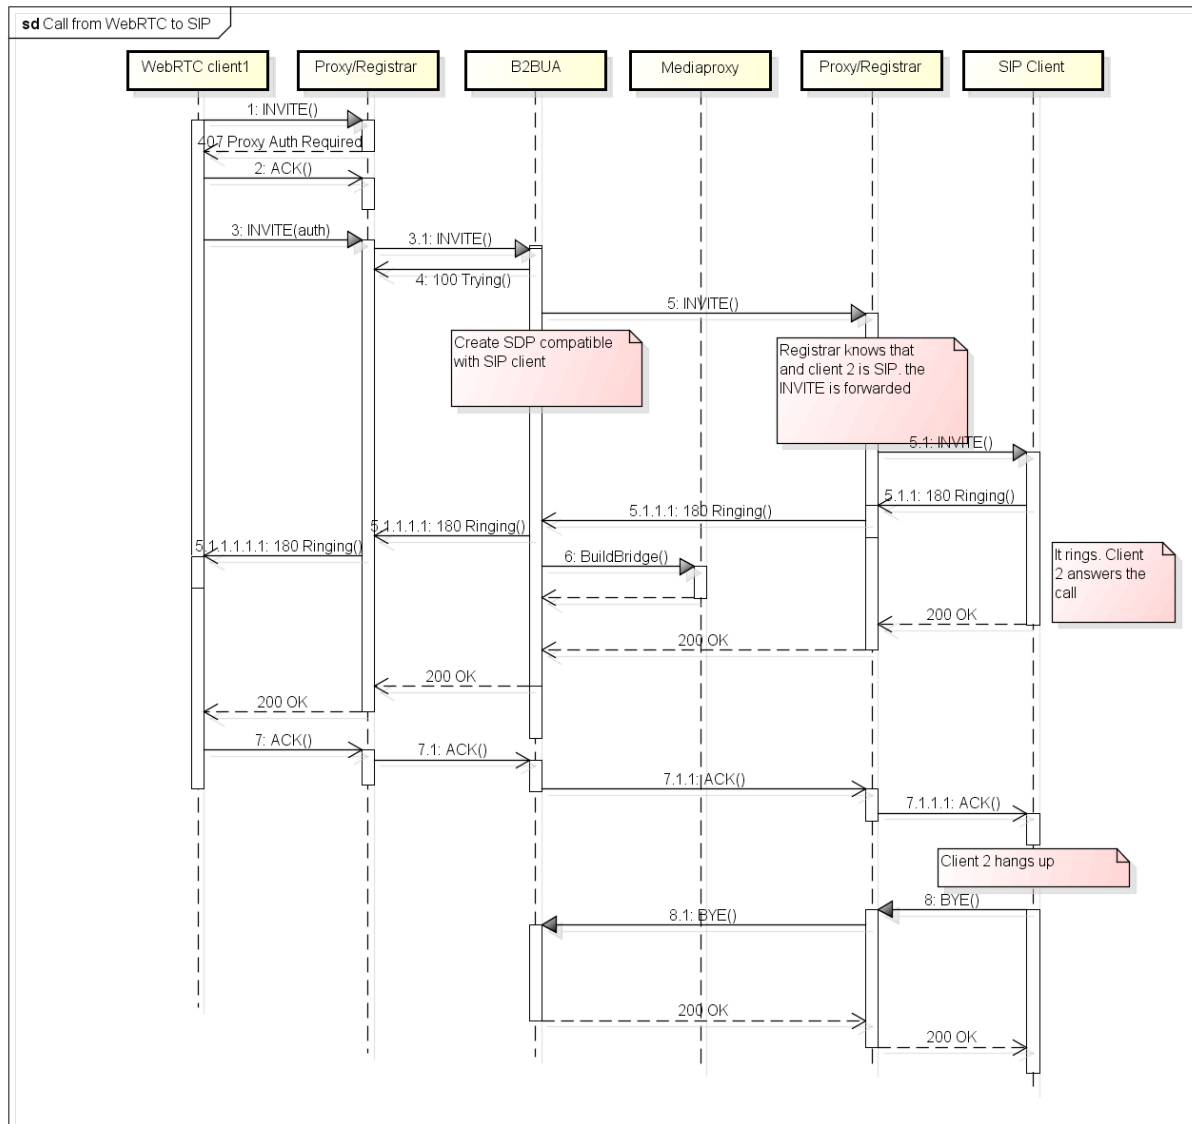 sd Call from WebRTC to SIP
WebRTC client1
Proxy/Registrar
B2BUA
Mediaproxy
Proxy/Registrar
SIP Client
1: INVITE()
407 Proxy Auth Required
2: ACK()
3: INVITE(auth)
3.1: INVITE()
4: 100 Trying()
5: INVITE()
Create SDP compatible
with SIP client
Registrar knows that
and client 2 is SIP. the
INVITE is forwarded
5.1: INVITE()
5.1.1: 180 Ringing()
5.1.1.1: 180 Ringing()
5.1.1.1.1: 180 Ringing()
5.1.1.1.1.1: 180 Ringing()
6: BuildBridge()
It rings. Client
2 answers the
call
200 OK
200 OK
200 OK
200 OK
7: ACK()
7.1: ACK()
7.1.1: ACK()
7.1.1.1: ACK()
Client 2 hangs up
8: BYE()
8.1: BYE()
200 OK
200 OK